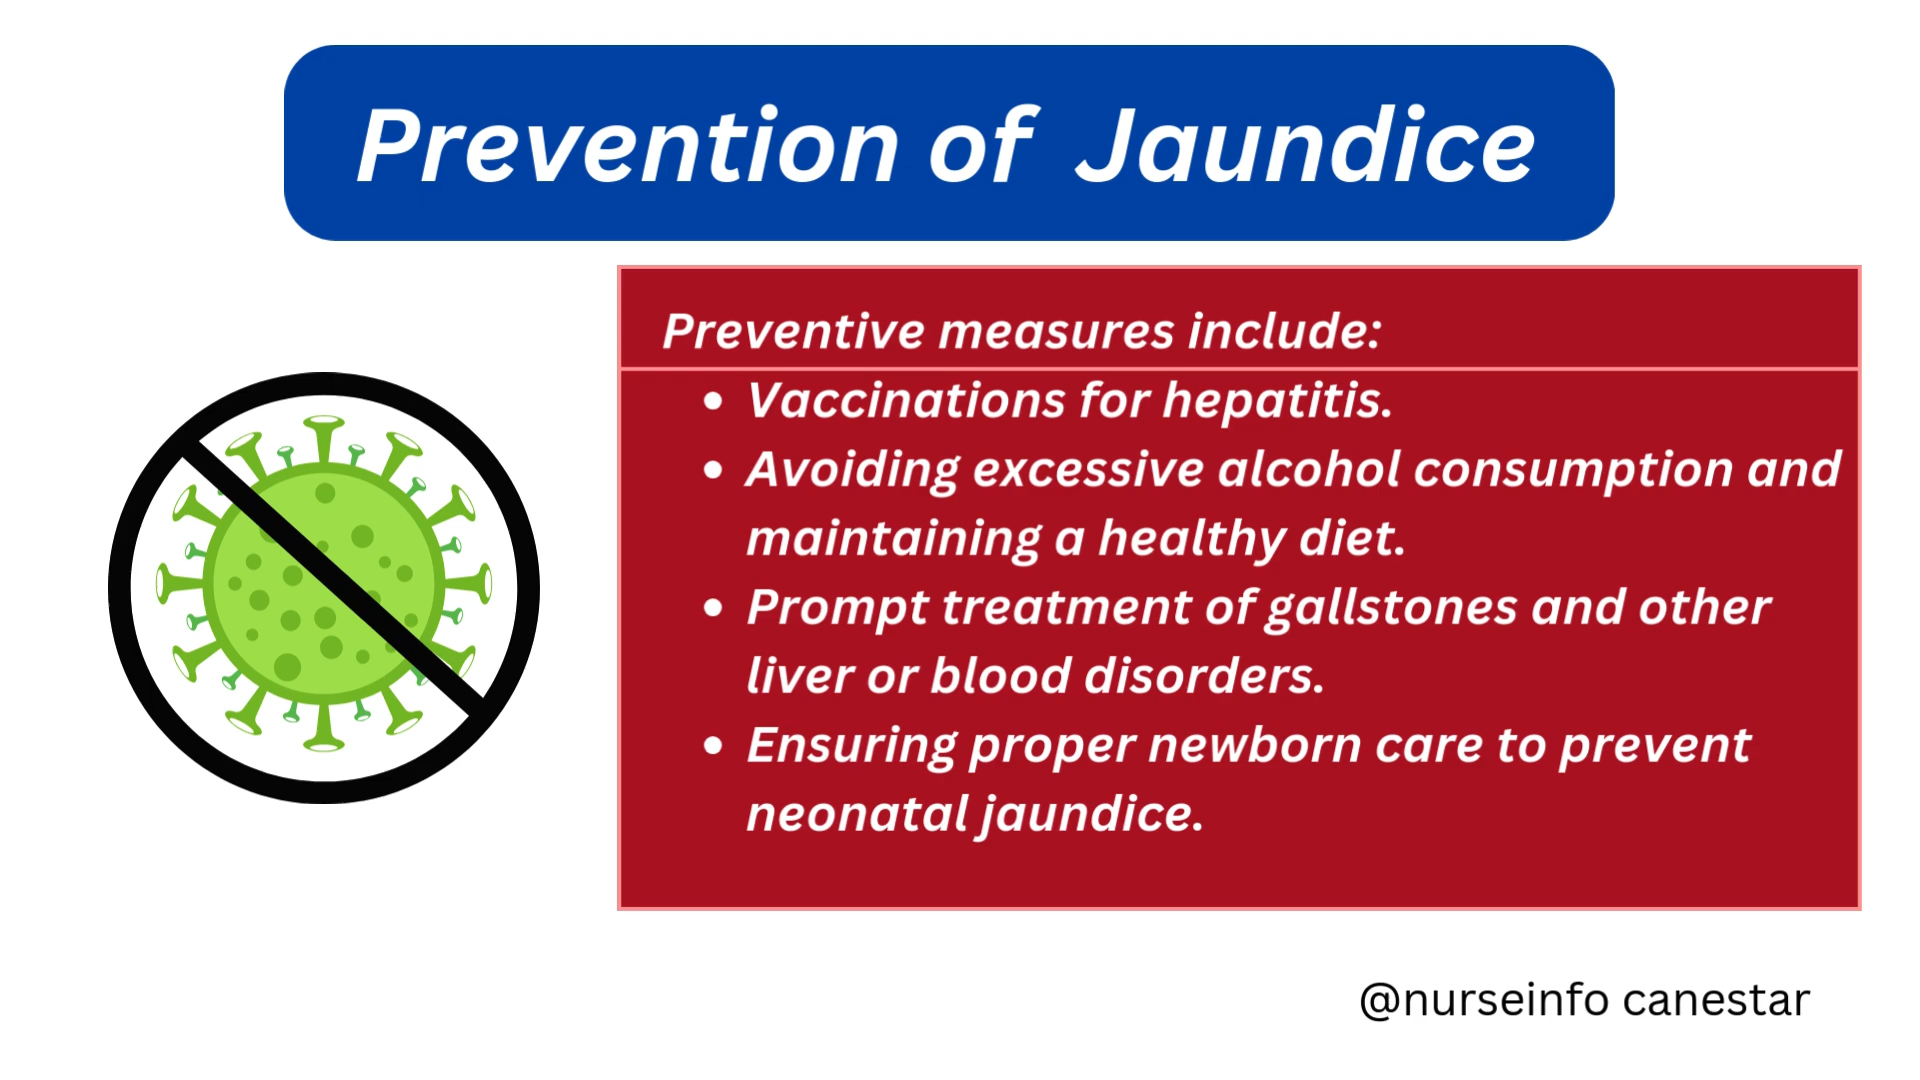 Prevention of Jaundice
Preventive measures include:
• Vaccinations for hepatitis.
• Avoiding excessive alcohol consumption and
maintaining a healthy diet.
• Prompt treatment of gallstones and other
liver or blood disorders.
• Ensuring proper newborn care to prevent
neonatal jaundice.
@nurseinfo canestar